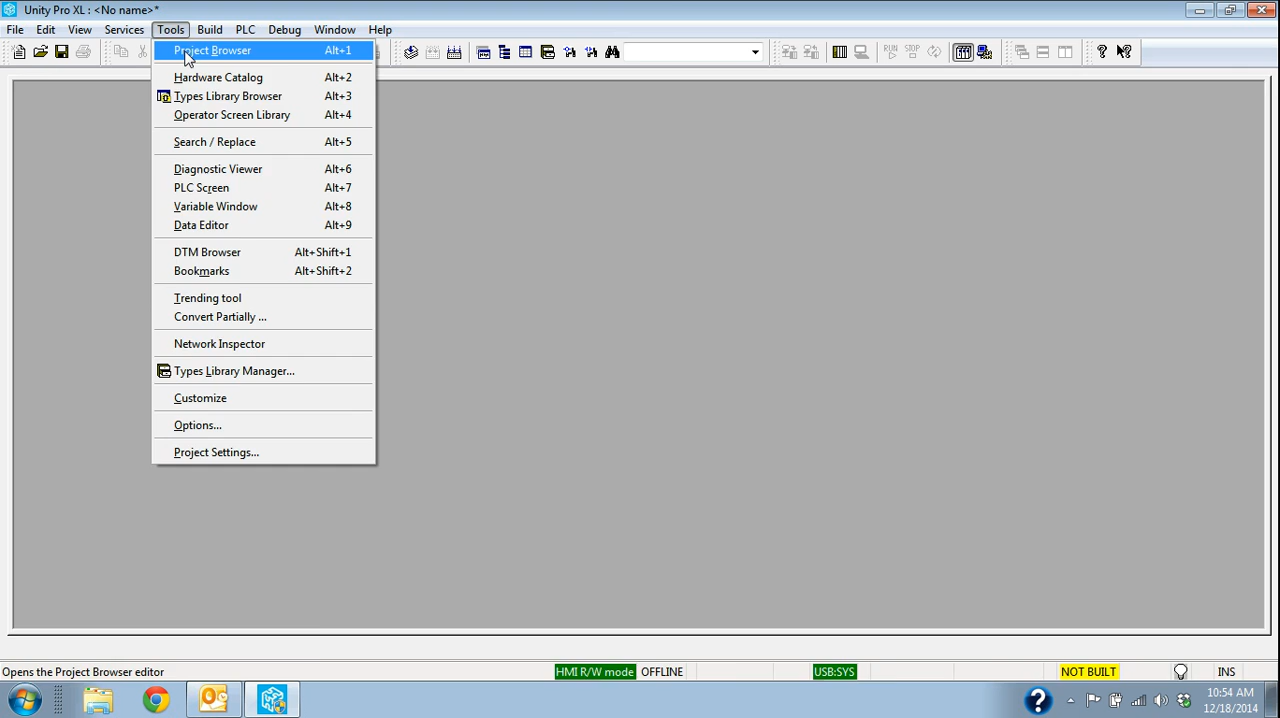 Unity Pro XL : <No name>*
File Edit View Services Tools Build PLC Debug Window Help
Project Browser Alt+1
Hardware Catalog Alt+2
Types Library Browser Alt+3
Operator Screen Library Alt+4
Search / Replace Alt+5
Diagnostic Viewer Alt+6
PLC Screen Alt+7
Variable Window Alt+8
Data Editor Alt+9
DTM Browser Alt+Shift+1
Bookmarks Alt+Shift+2
Trending tool
Convert Partially ...
Network Inspector
Types Library Manager...
Customize
Options...
Project Settings...
RUN STOP
Opens the Project Browser editor HMI R/W mode OFFLINE USB:SYS NOT BUILT INS
10:54 AM
12/18/2014